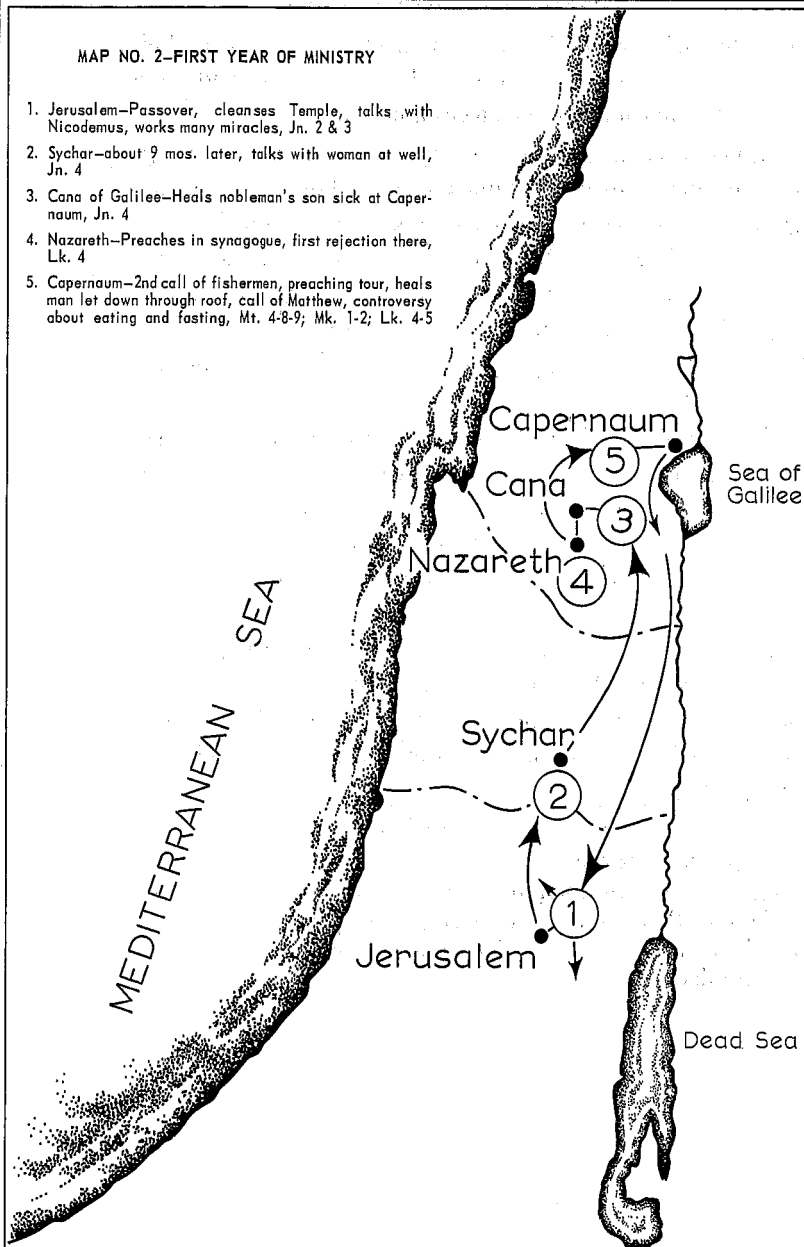 MAP NO. 2–FIRST YEAR OF MINISTRY
1. Jerusalem–Passover, cleanses Temple, talks with
Nicodemus, works many miracles, Jn. 2 & 3
2. Sychar–about 9 mos. later, talks with woman at well,
Jn. 4
3. Cana of Galilee–Heals nobleman's son sick at Caper-
naum, Jn. 4
4. Nazareth–Preaches in synagogue, first rejection there,
Lk. 4
5. Capernaum–2nd call of fishermen, preaching tour, heals
man let down through roof, call of Matthew, controversy
about eating and fasting, Mt. 4-8-9; Mk. 1-2; Lk. 4-5
Capernaum
5
Sea of
Galilee
Cana
3
Nazareth
4
MEDITERRANEAN SEA
Sychar
2
1
Jerusalem
Dead Sea